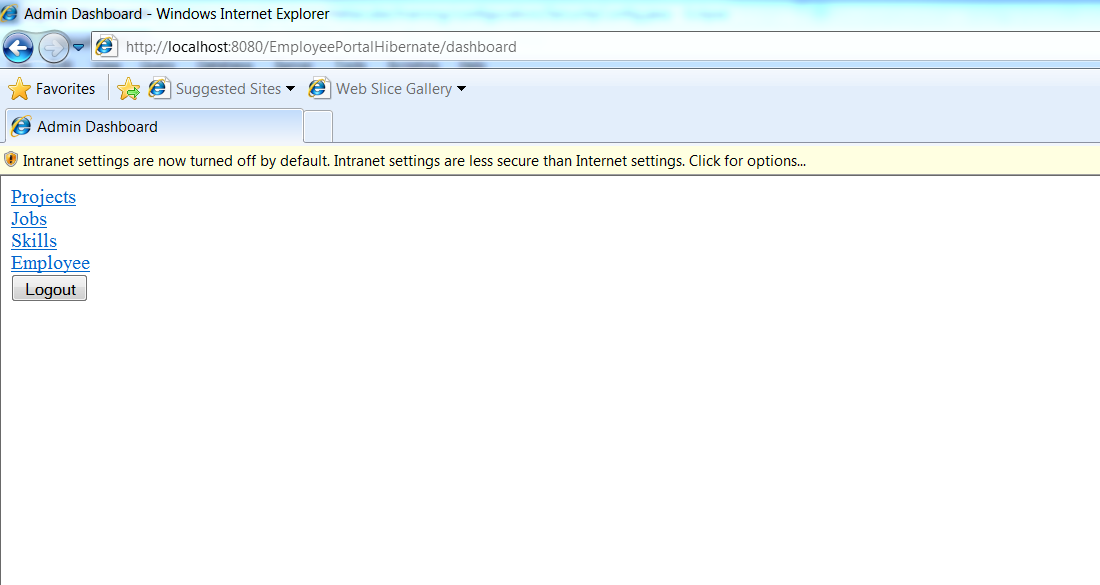 Admin Dashboard - Windows Internet Explorer
http://localhost:8080/EmployeePortalHibernate/dashboard
Favorites Suggested Sites Web Slice Gallery
Admin Dashboard
Intranet settings are now turned off by default. Intranet settings are less secure than Internet settings. Click for options...
Projects
Jobs
Skills
Employee
Logout